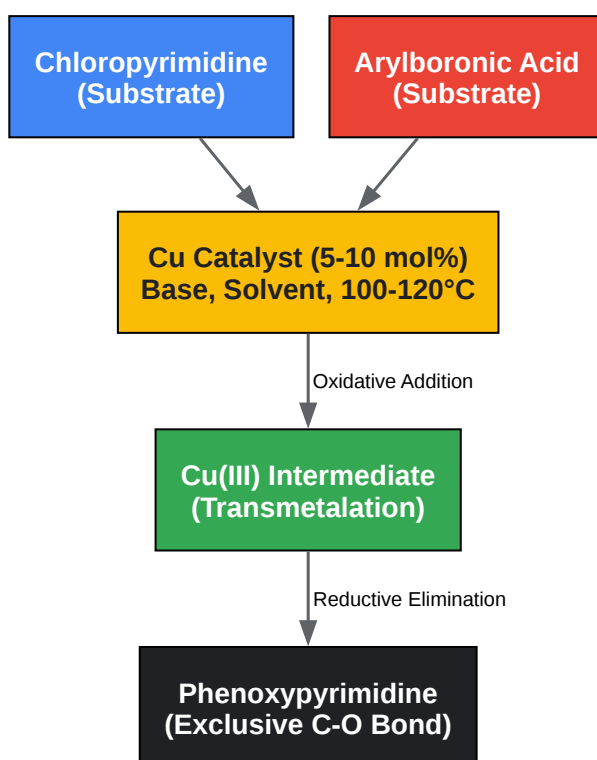 Chloropyrimidine
(Substrate)
Arylboronic Acid
(Substrate)
Cu Catalyst (5-10 mol%)
Base, Solvent, 100-120°C
Oxidative Addition
Cu(III) Intermediate
(Transmetalation)
Reductive Elimination
Phenoxypyrimidine
(Exclusive C-O Bond)